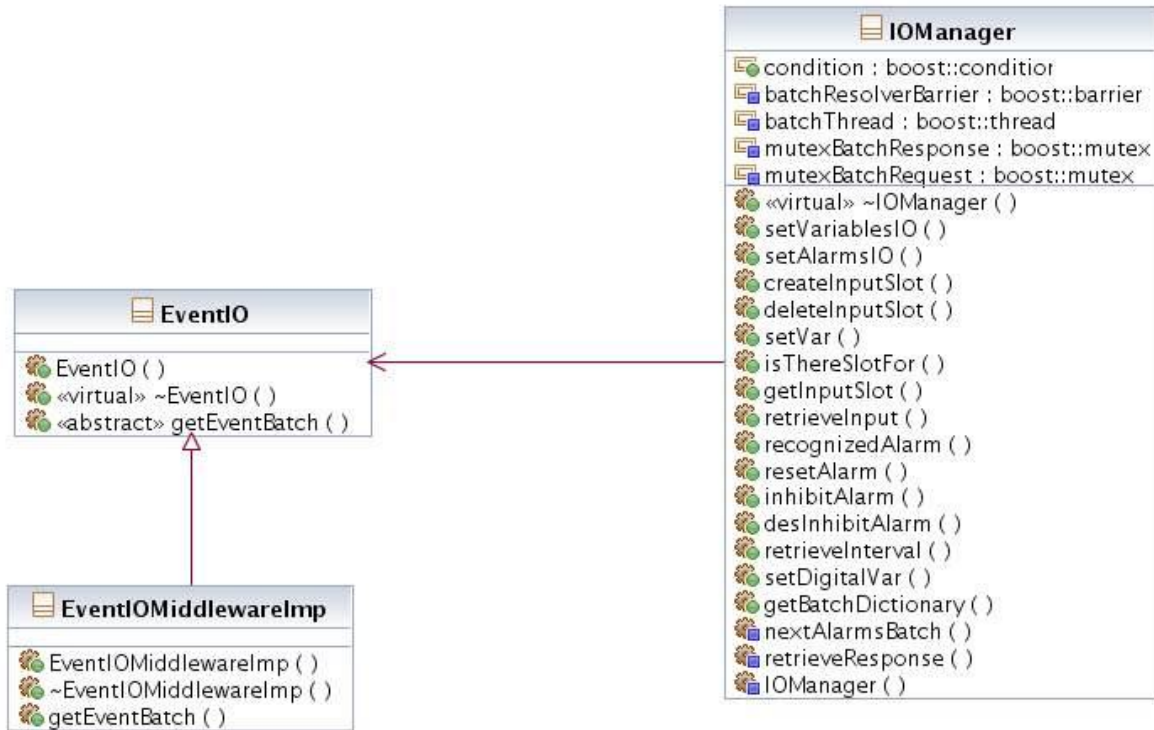 IOManager
condition : boost::condition
batchResolverBarrier : boost::barrier
batchThread : boost::thread
mutexBatchResponse : boost::mutex
mutexBatchRequest : boost::mutex
«virtual» ~IOManager ( )
setVariablesIO ( )
setAlarmsIO ( )
createInputSlot ( )
deleteInputSlot ( )
setVar ( )
isThereSlotFor ( )
getInputSlot ( )
retrieveInput ( )
recognizedAlarm ( )
resetAlarm ( )
inhibitAlarm ( )
desInhibitAlarm ( )
retrieveInterval ( )
setDigitalVar ( )
getBatchDictionary ( )
nextAlarmsBatch ( )
retrieveResponse ( )
IOManager ( )
EventIO
EventIO ( )
«virtual» ~EventIO ( )
«abstract» getEventBatch ( )
EventIOMiddlewareImp
EventIOMiddlewareImp ( )
~EventIOMiddlewareImp ( )
getEventBatch ( )